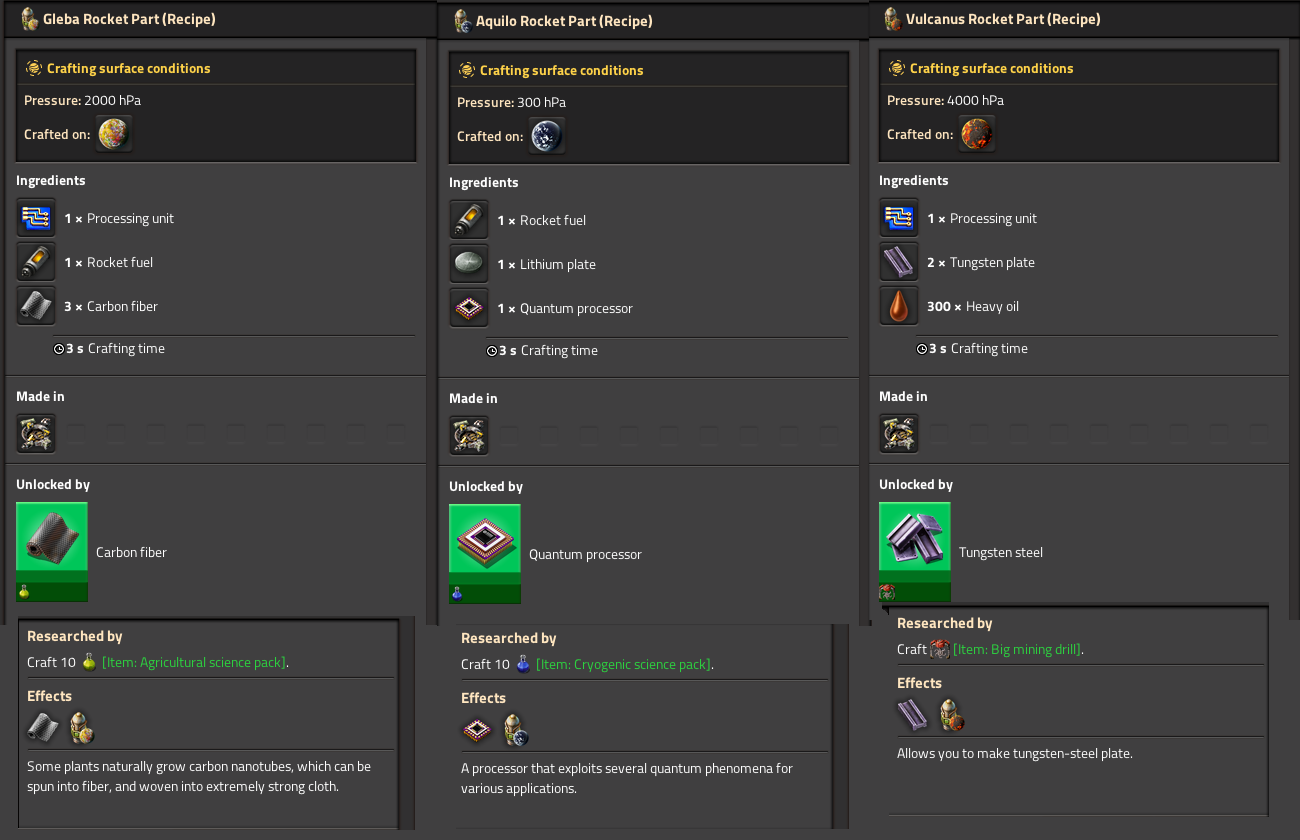 Gleba Rocket Part (Recipe)
Crafting surface conditions
Pressure: 2000 hPa
Crafted on:
Ingredients
1 × Processing unit
1 × Rocket fuel
3 × Carbon fiber
3 s Crafting time
Made in
Unlocked by
Carbon fiber
Researched by
Craft 10 [Item: Agricultural science pack].
Effects
Some plants naturally grow carbon nanotubes, which can be
spun into fiber, and woven into extremely strong cloth.
Aquilo Rocket Part (Recipe)
Crafting surface conditions
Pressure: 300 hPa
Crafted on:
Ingredients
1 × Rocket fuel
1 × Lithium plate
1 × Quantum processor
3 s Crafting time
Made in
Unlocked by
Quantum processor
Researched by
Craft 10 [Item: Cryogenic science pack].
Effects
A processor that exploits several quantum phenomena for
various applications.
Vulcanus Rocket Part (Recipe)
Crafting surface conditions
Pressure: 4000 hPa
Crafted on:
Ingredients
1 × Processing unit
2 × Tungsten plate
300 × Heavy oil
3 s Crafting time
Made in
Unlocked by
Tungsten steel
Researched by
Craft [Item: Big mining drill].
Effects
Allows you to make tungsten-steel plate.